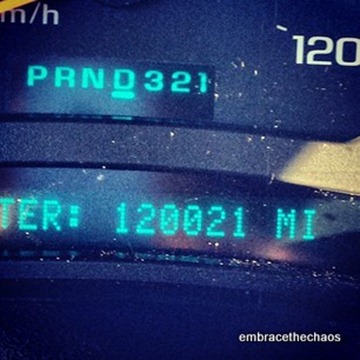 m/h
120
PRND321
TER: 120021 MI
embracethechaos